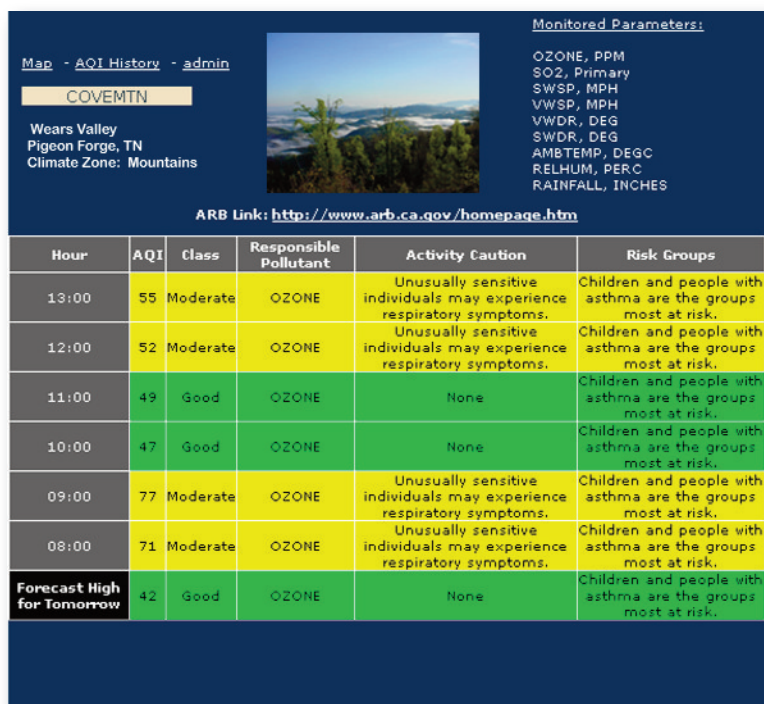 Map - AQI History - admin
COVEMTN
Wears Valley
Pigeon Forge, TN
Climate Zone: Mountains
Monitored Parameters:
OZONE, PPM
SO2, Primary
SWSP, MPH
VWSP, MPH
VWDR, DEG
SWDR, DEG
AMBTEMP, DEGC
RELHUM, PERC
RAINFALL, INCHES
ARB Link: http://www.arb.ca.gov/homepage.htm
Hour AQI Class Responsible Pollutant Activity Caution Risk Groups
13:00 55 Moderate OZONE Unusually sensitive individuals may experience respiratory symptoms. Children and people with asthma are the groups most at risk.
12:00 52 Moderate OZONE Unusually sensitive individuals may experience respiratory symptoms. Children and people with asthma are the groups most at risk.
11:00 49 Good OZONE None Children and people with asthma are the groups most at risk.
10:00 47 Good OZONE None Children and people with asthma are the groups most at risk.
09:00 77 Moderate OZONE Unusually sensitive individuals may experience respiratory symptoms. Children and people with asthma are the groups most at risk.
08:00 71 Moderate OZONE Unusually sensitive individuals may experience respiratory symptoms. Children and people with asthma are the groups most at risk.
Forecast High for Tomorrow 42 Good OZONE None Children and people with asthma are the groups most at risk.